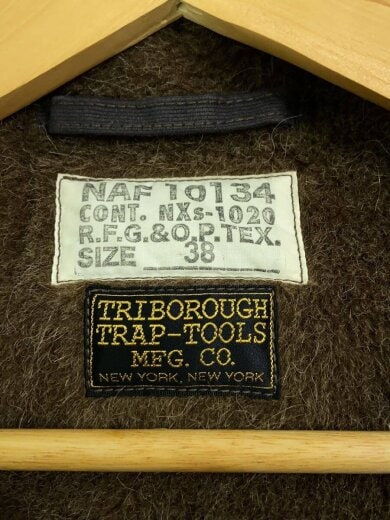 NAF 10134
CONT. NXs-1020
R.F.G.&O.P.TEX.
SIZE 38
TRIBOROUGH
TRAP-TOOLS
MFG. CO.
NEW YORK, NEW YORK